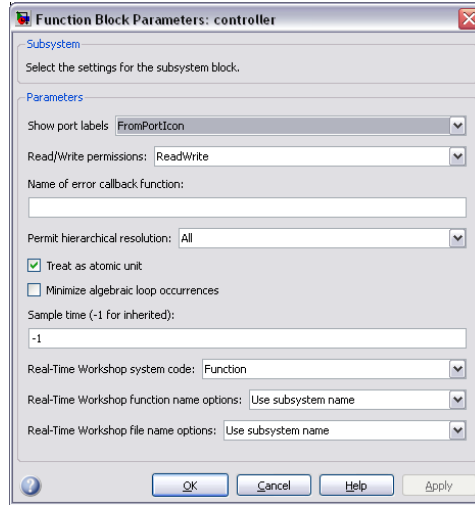 Function Block Parameters: controller
Subsystem
Select the settings for the subsystem block.
Parameters
Show port labels FromPortIcon
Read/Write permissions: ReadWrite
Name of error callback function:
Permit hierarchical resolution: All
Treat as atomic unit
Minimize algebraic loop occurrences
Sample time (-1 for inherited):
-1
Real-Time Workshop system code: Function
Real-Time Workshop function name options: Use subsystem name
Real-Time Workshop file name options: Use subsystem name
? OK Cancel Help Apply